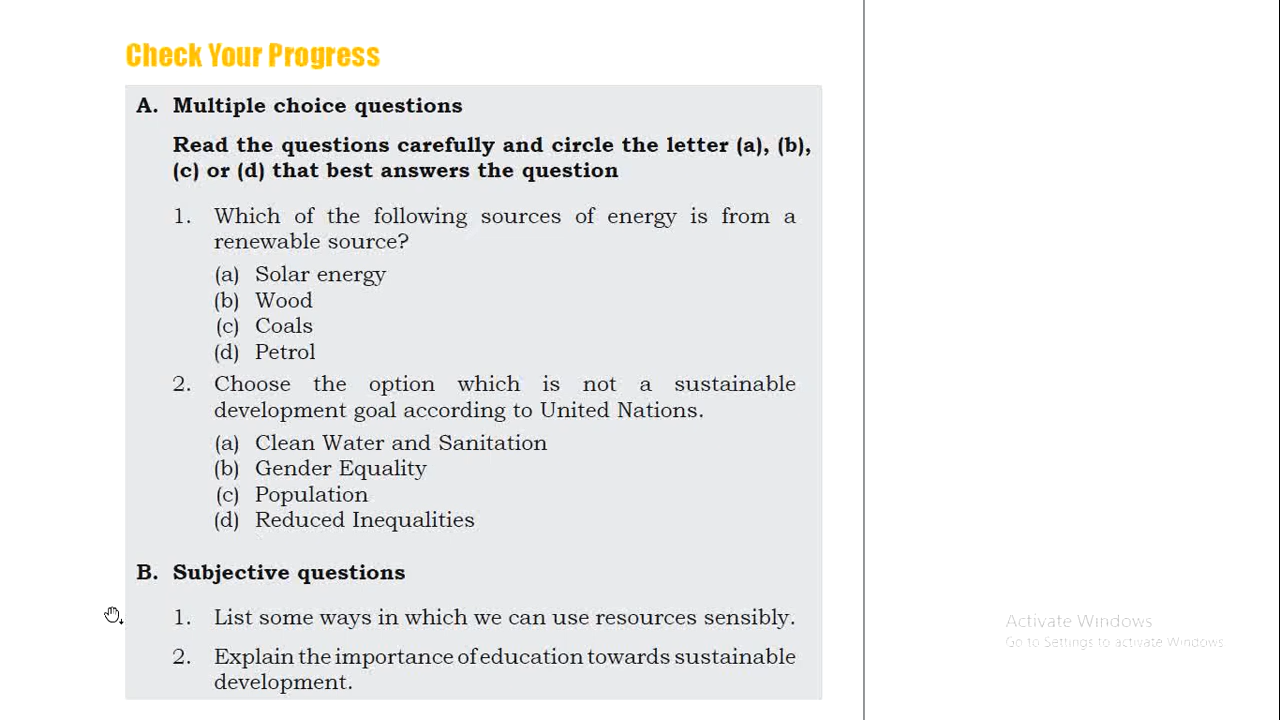 Check Your Progress
A. Multiple choice questions
Read the questions carefully and circle the letter (a), (b),
(c) or (d) that best answers the question
1. Which of the following sources of energy is from a
renewable source?
(a) Solar energy
(b) Wood
(c) Coals
(d) Petrol
2. Choose the option which is not a sustainable
development goal according to United Nations.
(a) Clean Water and Sanitation
(b) Gender Equality
(c) Population
(d) Reduced Inequalities
B. Subjective questions
1. List some ways in which we can use resources sensibly.
2. Explain the importance of education towards sustainable
development.
Activate Windows
Go to Settings to activate Windows